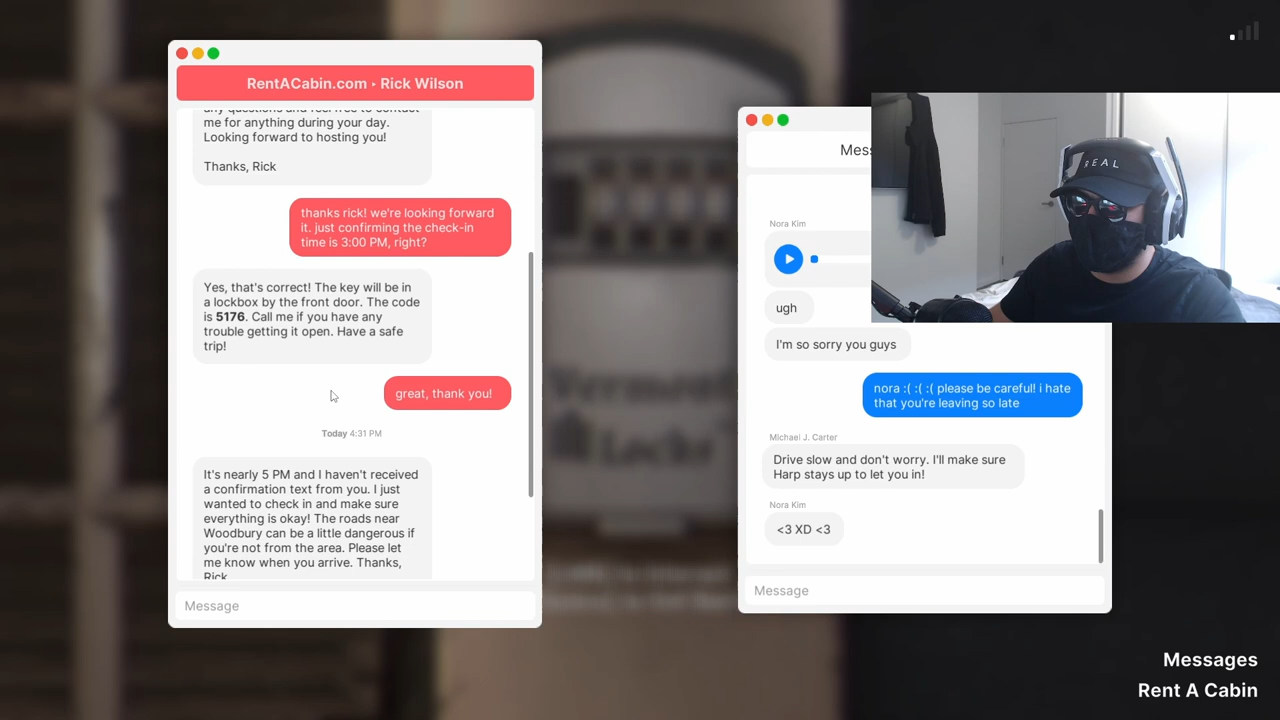 RentACabin.com ▸ Rick Wilson
any questions and feel free to contact
me for anything during your day.
Looking forward to hosting you!
Thanks, Rick
thanks rick! we're looking forward
it. just confirming the check-in
time is 3:00 PM, right?
Yes, that's correct! The key will be in
a lockbox by the front door. The code
is 5176. Call me if you have any
trouble getting it open. Have a safe
trip!
great, thank you!
Today 4:31 PM
It's nearly 5 PM and I haven't received
a confirmation text from you. I just
wanted to check in and make sure
everything is okay! The roads near
Woodbury can be a little dangerous if
you're not from the area. Please let
me know when you arrive. Thanks,
Rick
Message
Mess
Nora Kim
ugh
I'm so sorry you guys
nora :( :( :( please be careful! i hate
that you're leaving so late
Michael J. Carter
Drive slow and don't worry. I'll make sure
Harp stays up to let you in!
Nora Kim
<3 XD <3
Message
REAL
Messages
Rent A Cabin